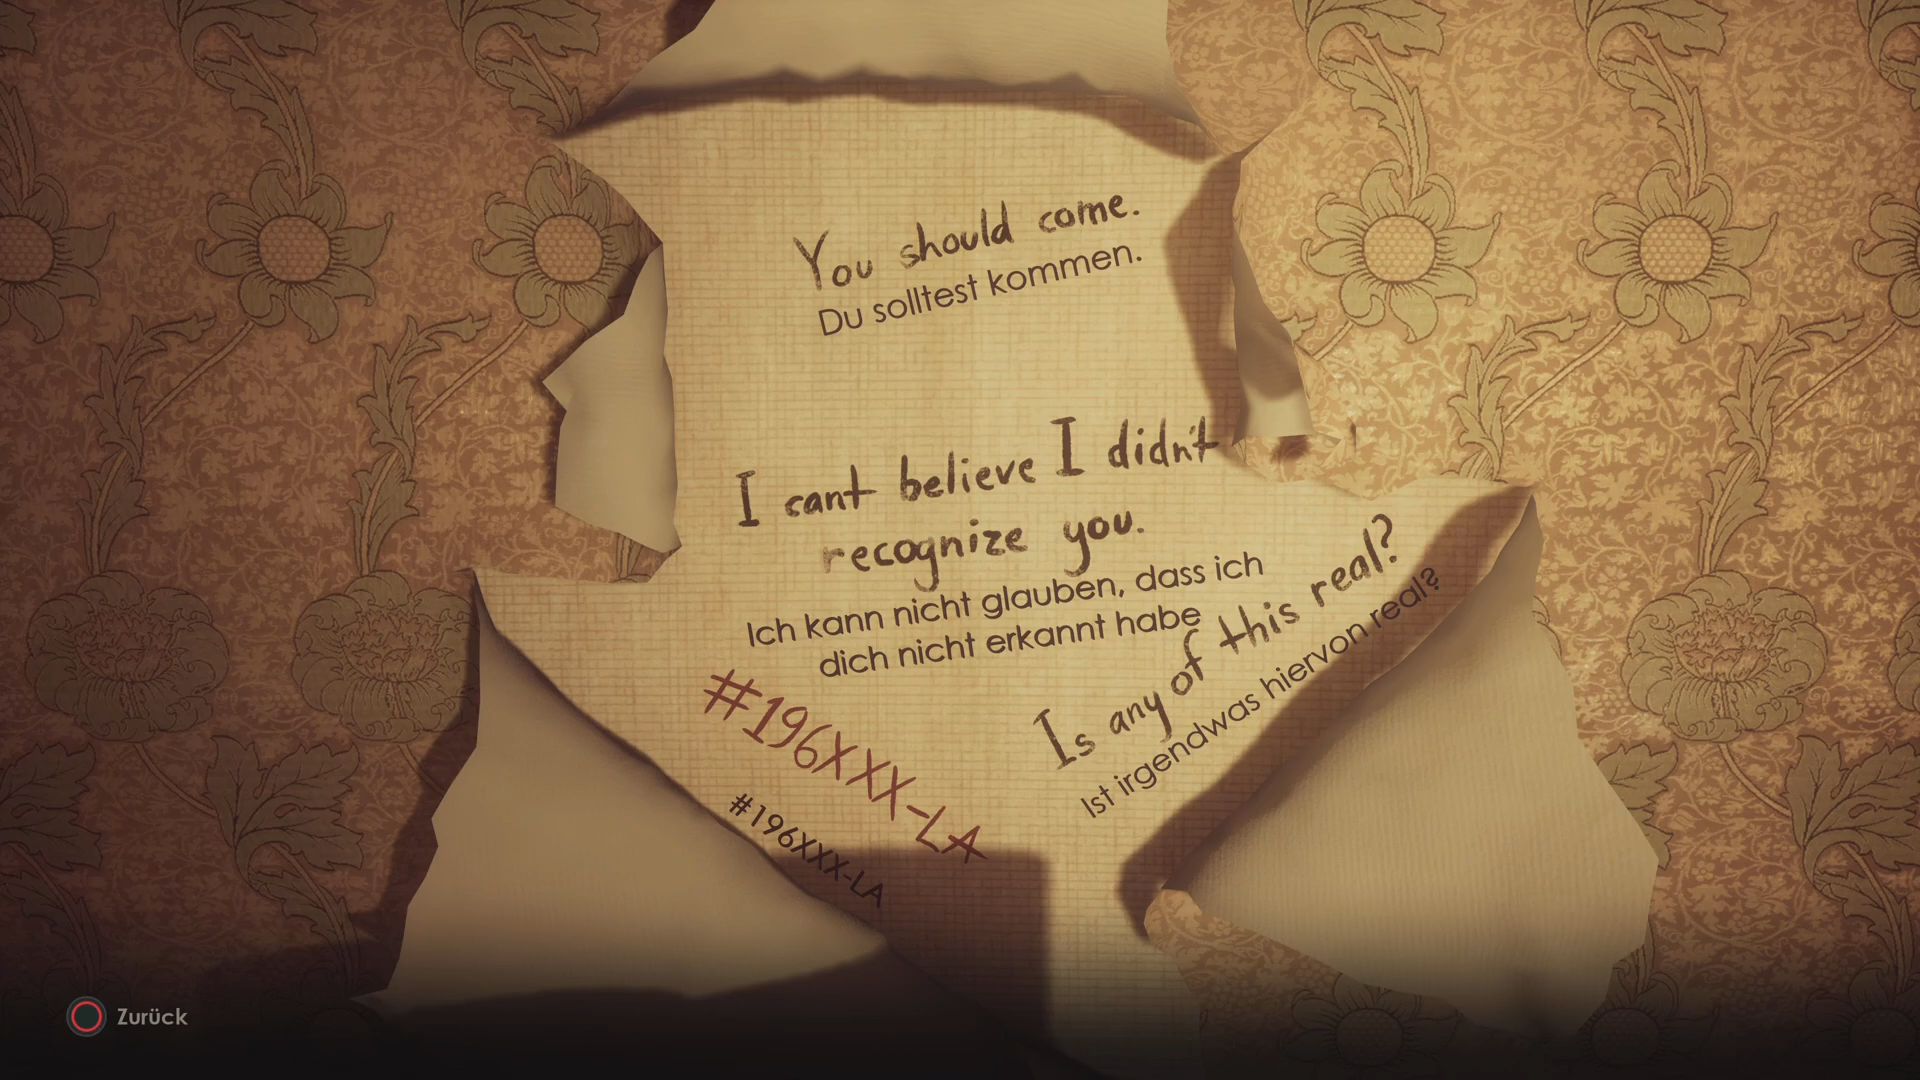 You should come.
Du solltest kommen.
I cant believe I didn't
recognize you.
Ich kann nicht glauben, dass ich
dich nicht erkannt habe
Is any of this real?
Ist irgendwas hiervon real?
#196XXX-LA
#196XXX-LA
Zurück